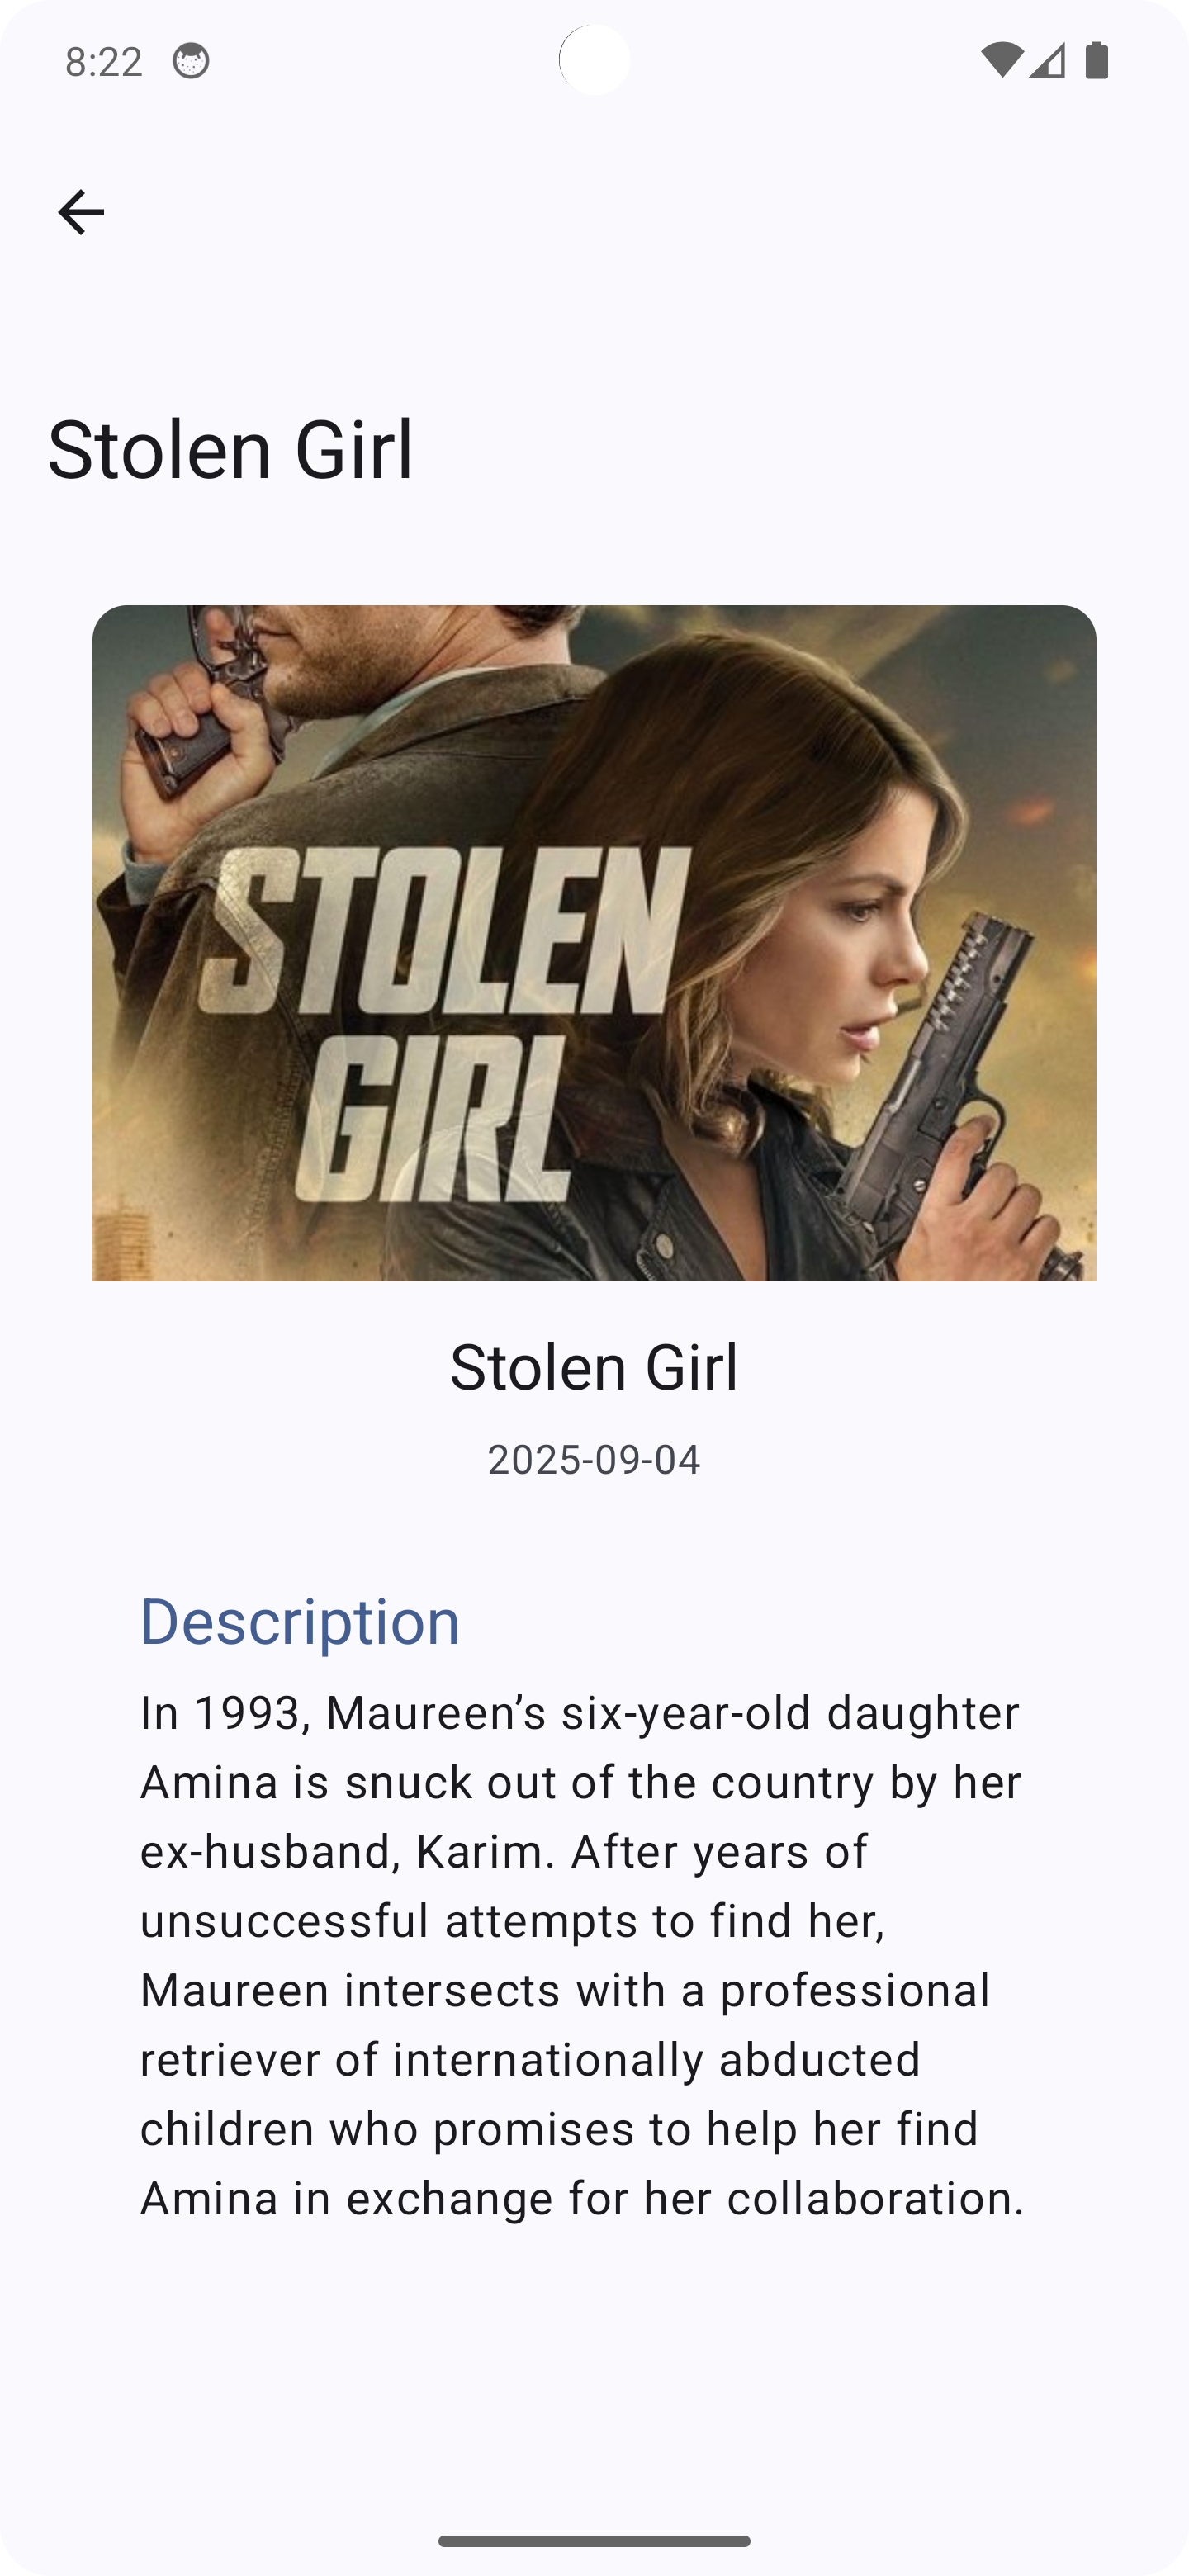 8:22
Stolen Girl
STOLEN
GIRL
Stolen Girl
2025-09-04
Description
In 1993, Maureen’s six-year-old daughter
Amina is snuck out of the country by her
ex-husband, Karim. After years of
unsuccessful attempts to find her,
Maureen intersects with a professional
retriever of internationally abducted
children who promises to help her find
Amina in exchange for her collaboration.